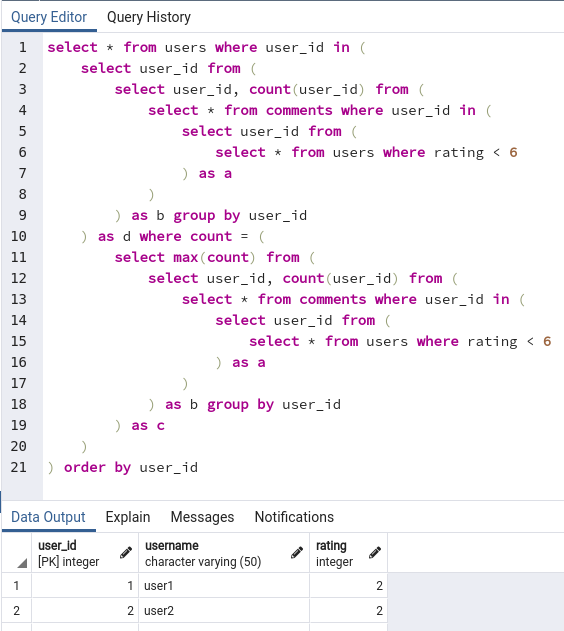 Query Editor Query History
1 select * from users where user_id in (
2 select user_id from (
3 select user_id, count(user_id) from (
4 select * from comments where user_id in (
5 select user_id from (
6 select * from users where rating < 6
7 ) as a
8 )
9 ) as b group by user_id
10 ) as d where count = (
11 select max(count) from (
12 select user_id, count(user_id) from (
13 select * from comments where user_id in (
14 select user_id from (
15 select * from users where rating < 6
16 ) as a
17 )
18 ) as b group by user_id
19 ) as c
20 )
21 ) order by user_id
Data Output Explain Messages Notifications
user_id username rating
[PK] integer character varying (50) integer
1 1 user1 2
2 2 user2 2